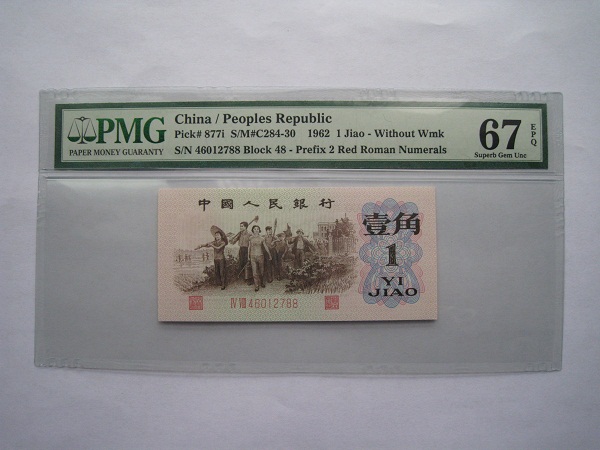 PMG
PAPER MONEY GUARANTY
China / Peoples Republic
Pick# 877i S/M#C284-30 1962 1 Jiao - Without Wmk
S/N 46012788 Block 48 - Prefix 2 Red Roman Numerals
67 EPQ
Superb Gem Unc
中國人民銀行
壹角
1
YI
JIAO
IV VIII 46012788